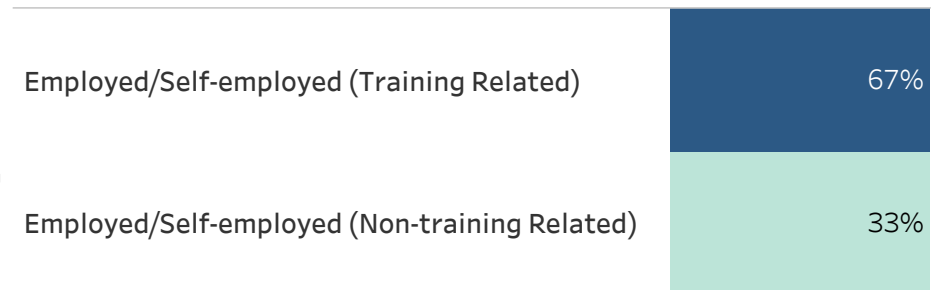 Employed/Self-employed (Training Related) 67%
Employed/Self-employed (Non-training Related) 33%